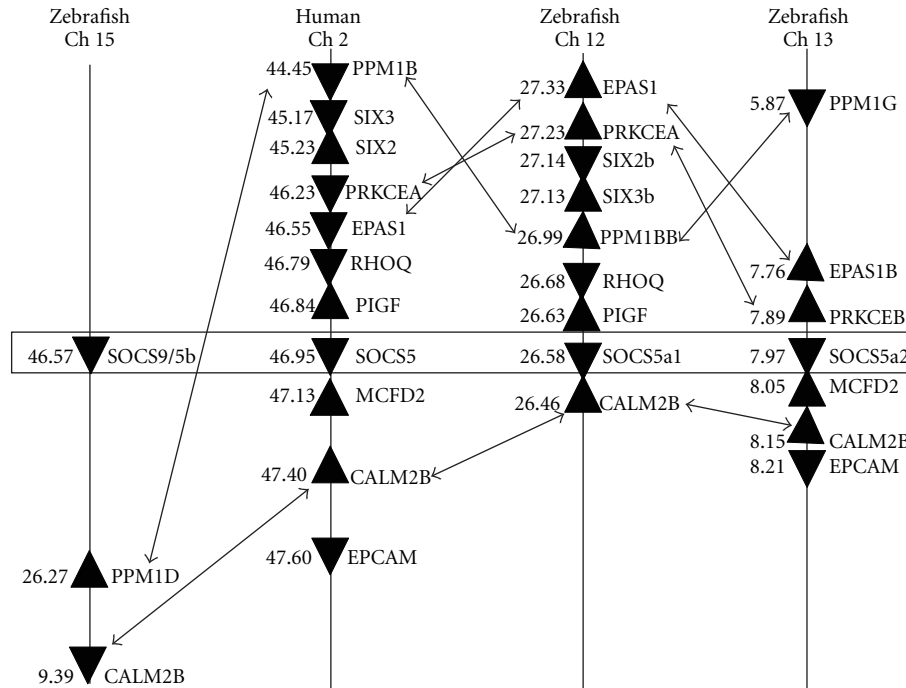 Zebrafish Ch 15
Human Ch 2
Zebrafish Ch 12
Zebrafish Ch 13
46.57 SOCS9/5b
26.27 PPM1D
9.39 CALM2B
44.45 PPM1B
45.17 SIX3
45.23 SIX2
46.23 PRKCEA
46.55 EPAS1
46.79 RHOQ
46.84 PIGF
46.95 SOCS5
47.13 MCFD2
47.40 CALM2B
47.60 EPCAM
27.33 EPAS1
27.23 PRKCEA
27.14 SIX2b
27.13 SIX3b
26.99 PPM1BB
26.68 RHOQ
26.63 PIGF
26.58 SOCS5a1
26.46 CALM2B
5.87 PPM1G
7.76 EPAS1B
7.89 PRKCEB
7.97 SOCS5a2
8.05 MCFD2
8.15 CALM2B
8.21 EPCAM